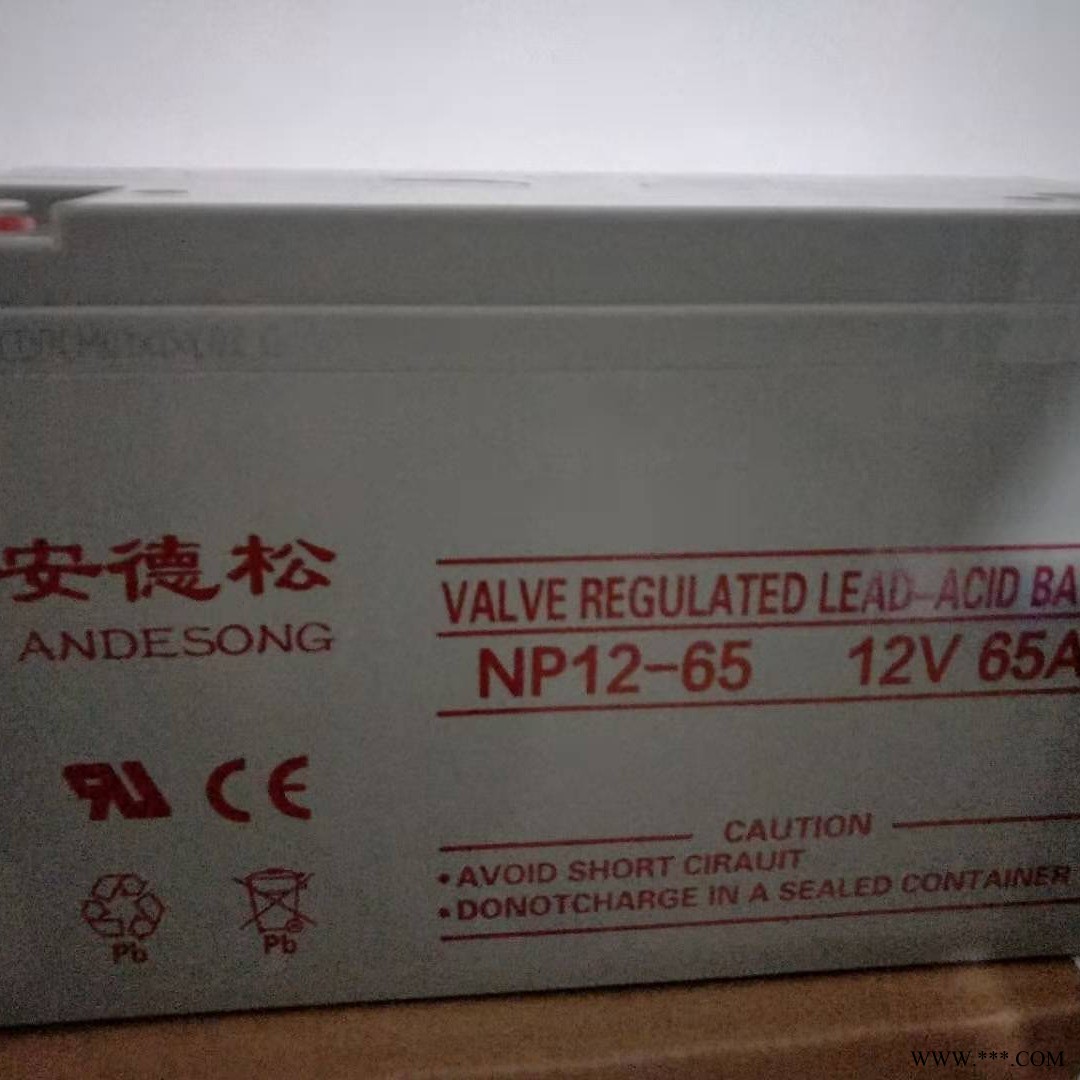 安德松
ANDESONG
VALVE REGULATED LEAD-ACID BA
NP12-65 12V 65A
CE
Pb Pb
CAUTION
•AVOID SHORT CIRAUIT
•DONOTCHARGE IN A SEALED CONTAINER
WWW.***.COM